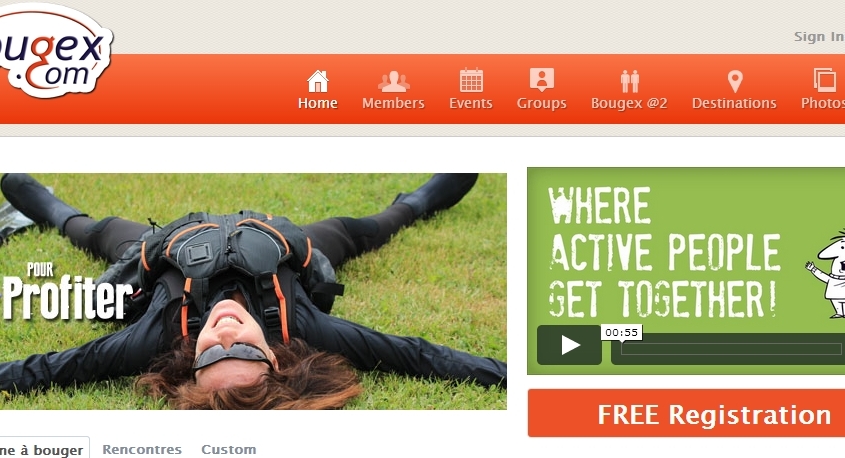 ougex
.com
Sign In
Home
Members
Events
Groups
Bougex @2
Destinations
Photos
POUR
Profiter
WHERE
ACTIVE PEOPLE
GET TOGETHER!
00:55
FREE Registration
ne à bouger
Rencontres
Custom